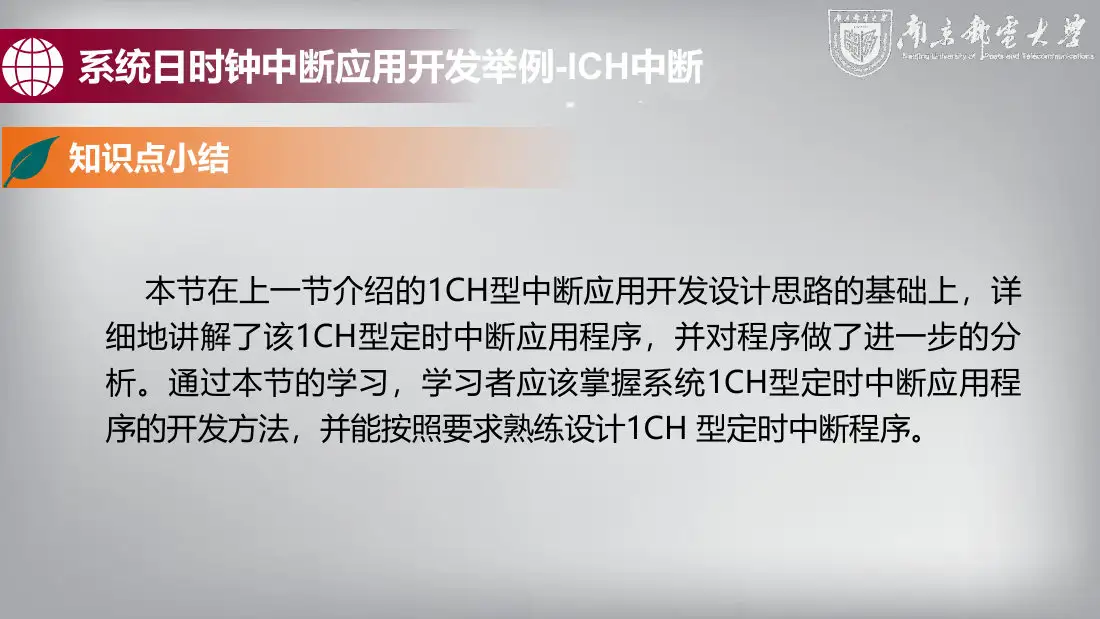 系统日时钟中断应用开发举例-ICH中断
南京邮电大学
Nanjing University of Posts and Telecommunications
知识点小结
本节在上一节介绍的1CH型中断应用开发设计思路的基础上，详
细地讲解了该1CH型定时中断应用程序，并对程序做了进一步的分
析。通过本节的学习，学习者应该掌握系统1CH型定时中断应用程
序的开发方法，并能按照要求熟练设计1CH 型定时中断程序。